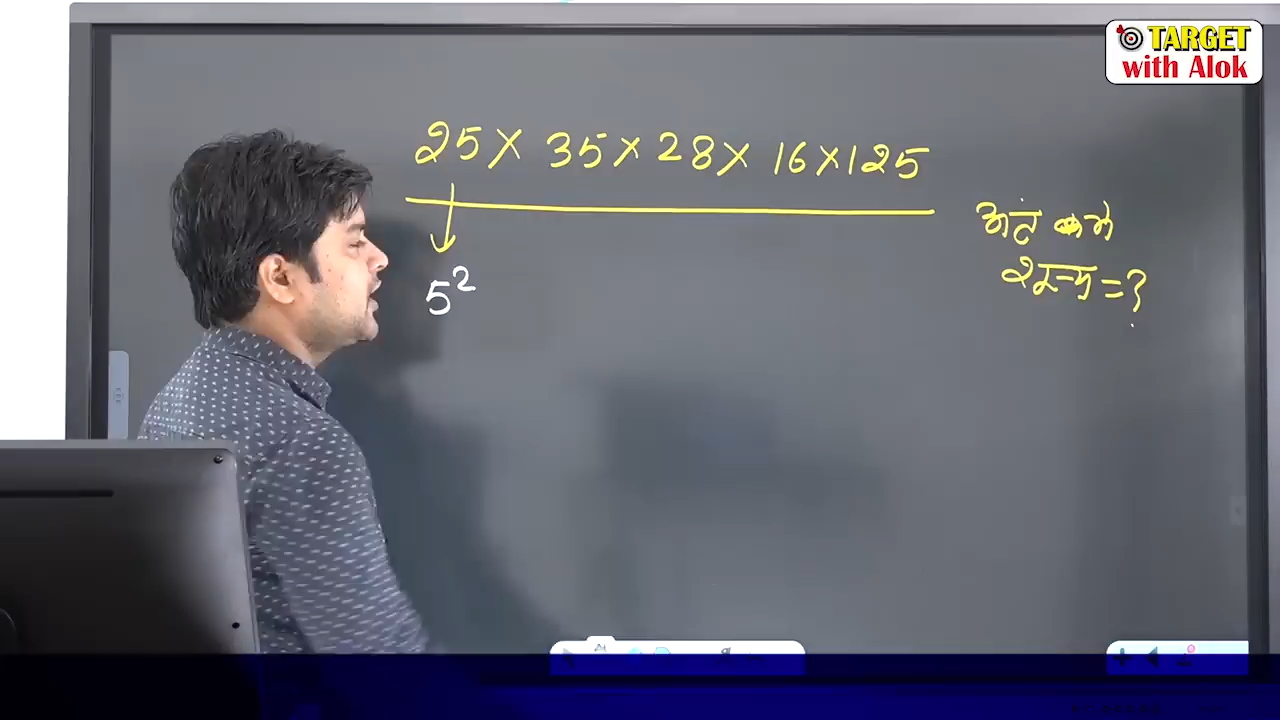 TARGET
with Alok
25 × 35 × 28 × 16 × 125
अंत में
शून्य = ?
5²